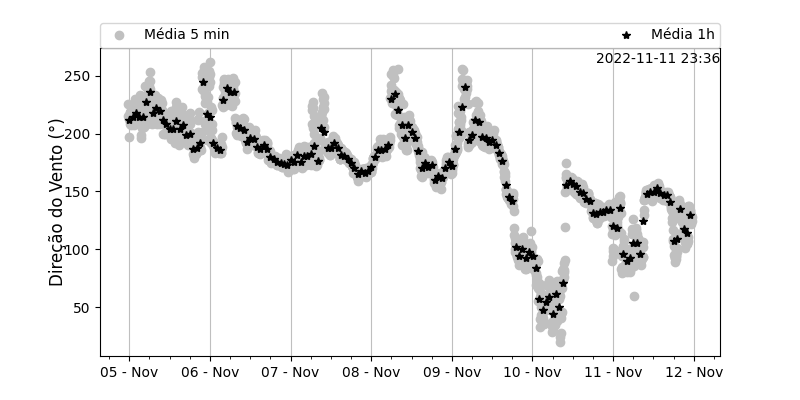 Média 5 min
Média 1h
2022-11-11 23:36
Direção do Vento (°)
250
200
150
100
50
05 - Nov
06 - Nov
07 - Nov
08 - Nov
09 - Nov
10 - Nov
11 - Nov
12 - Nov